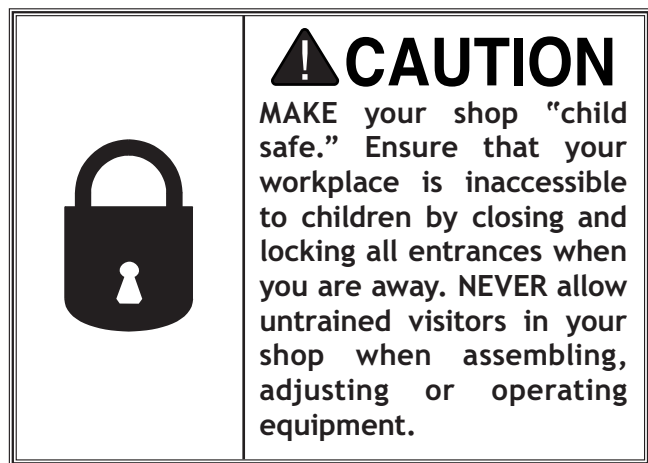 CAUTION
MAKE your shop “child
safe.” Ensure that your
workplace is inaccessible
to children by closing and
locking all entrances when
you are away. NEVER allow
untrained visitors in your
shop when assembling,
adjusting or operating
equipment.